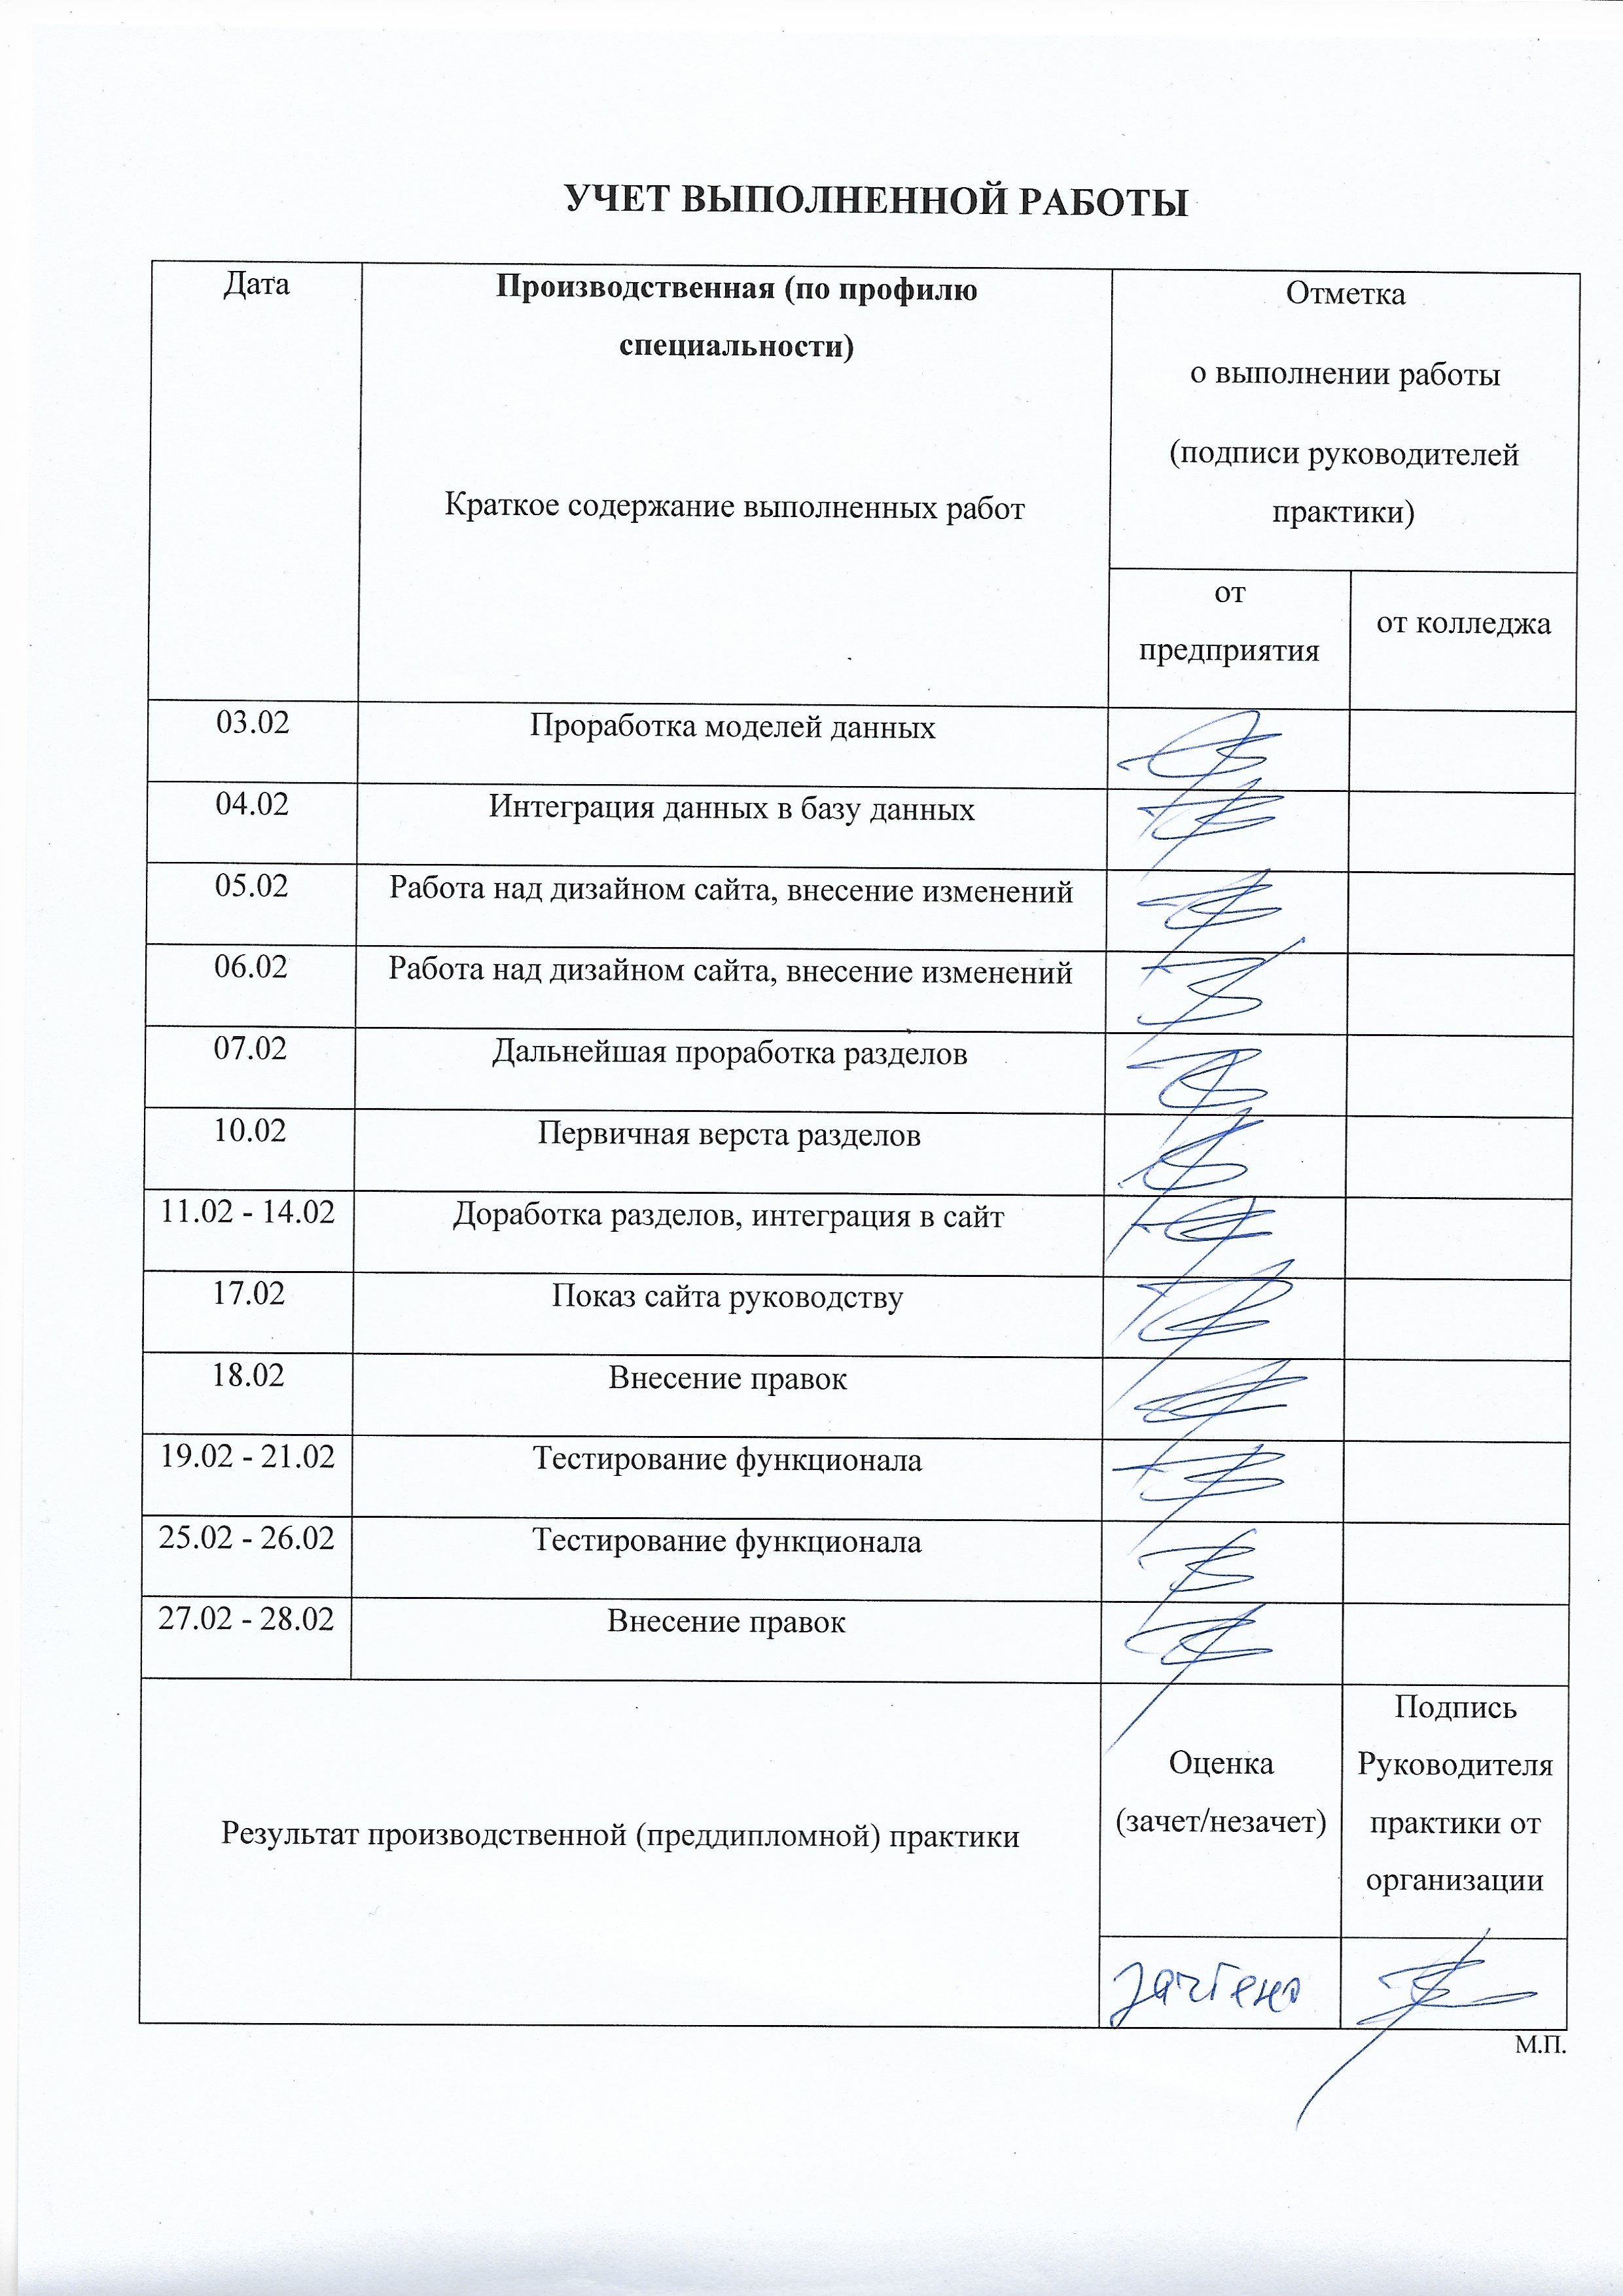 УЧЕТ ВЫПОЛНЕННОЙ РАБОТЫ
Дата
Производственная (по профилю
специальности)
Краткое содержание выполненных работ
Отметка
о выполнении работы
(подписи руководителей
практики)
от
предприятия
от колледжа
03.02 Проработка моделей данных
04.02 Интеграция данных в базу данных
05.02 Работа над дизайном сайта, внесение изменений
06.02 Работа над дизайном сайта, внесение изменений
07.02 Дальнейшая проработка разделов
10.02 Первичная верста разделов
11.02 - 14.02 Доработка разделов, интеграция в сайт
17.02 Показ сайта руководству
18.02 Внесение правок
19.02 - 21.02 Тестирование функционала
25.02 - 26.02 Тестирование функционала
27.02 - 28.02 Внесение правок
Результат производственной (преддипломной) практики
Оценка
(зачет/незачет)
Подпись
Руководителя
практики от
организации
зачтено
М.П.